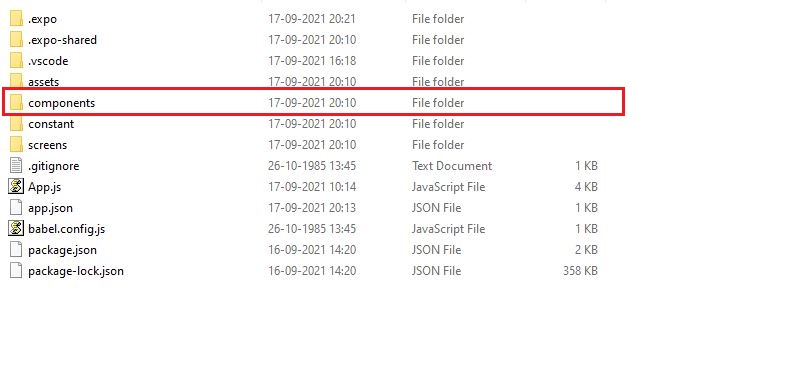 .expo 17-09-2021 20:21 File folder
.expo-shared 17-09-2021 20:10 File folder
.vscode 17-09-2021 16:18 File folder
assets 17-09-2021 20:10 File folder
components 17-09-2021 20:10 File folder
constant 17-09-2021 20:10 File folder
screens 17-09-2021 20:10 File folder
.gitignore 26-10-1985 13:45 Text Document 1 KB
App.js 17-09-2021 10:14 JavaScript File 4 KB
app.json 17-09-2021 20:13 JSON File 1 KB
babel.config.js 26-10-1985 13:45 JavaScript File 1 KB
package.json 16-09-2021 14:20 JSON File 2 KB
package-lock.json 16-09-2021 14:20 JSON File 358 KB